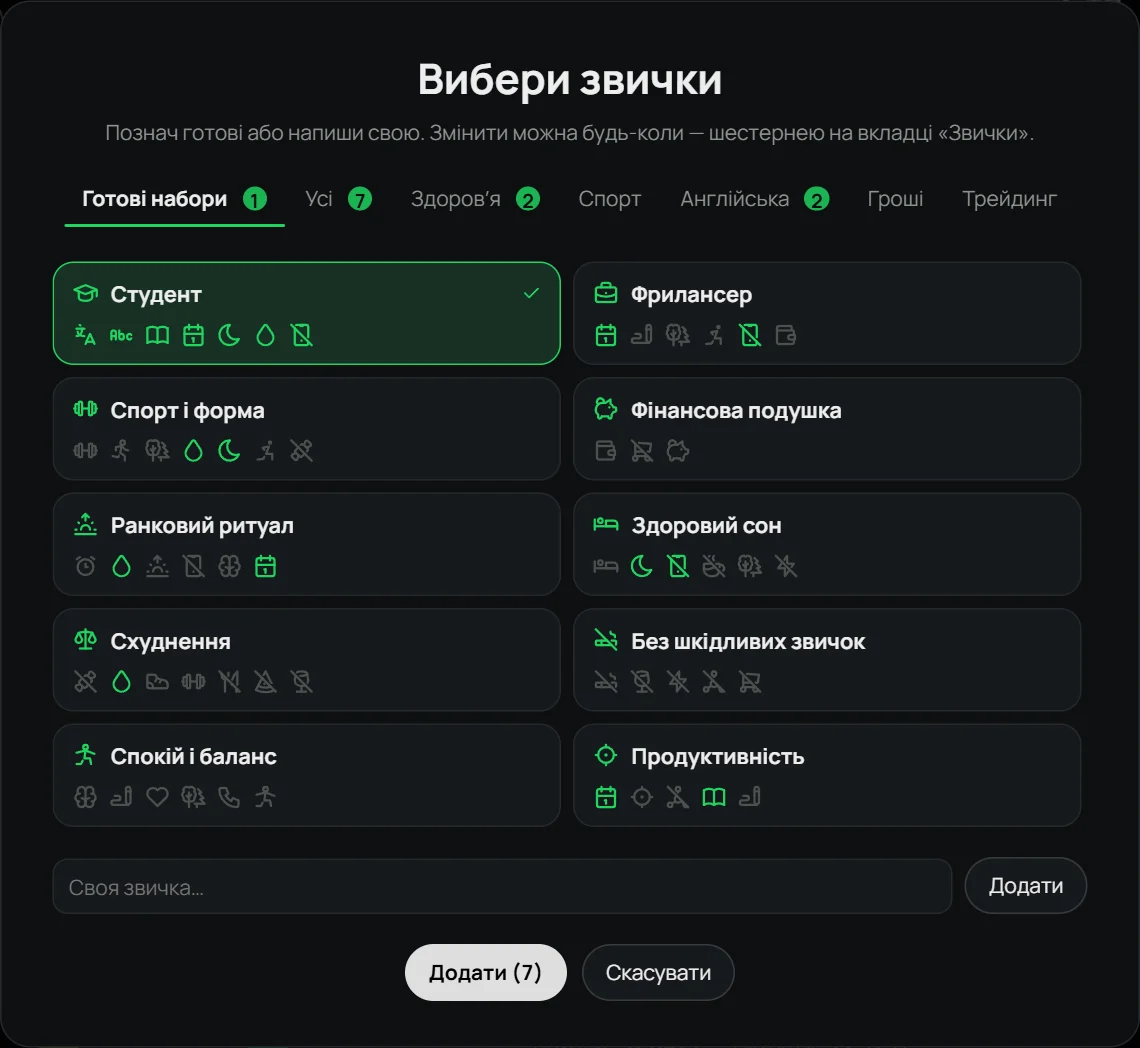 Вибери звички
Познач готові або напиши свою. Змінити можна будь-коли — шестернею на вкладці «Звички».
Готові набори 1 Усі 7 Здоров’я 2 Спорт Англійська 2 Гроші Трейдинг
Студент
Фрилансер
Abc
Спорт і форма
Фінансова подушка
Ранковий ритуал
Здоровий сон
Схуднення
Без шкідливих звичок
Спокій і баланс
Продуктивність
Своя звичка...
Додати
Додати (7)
Скасувати